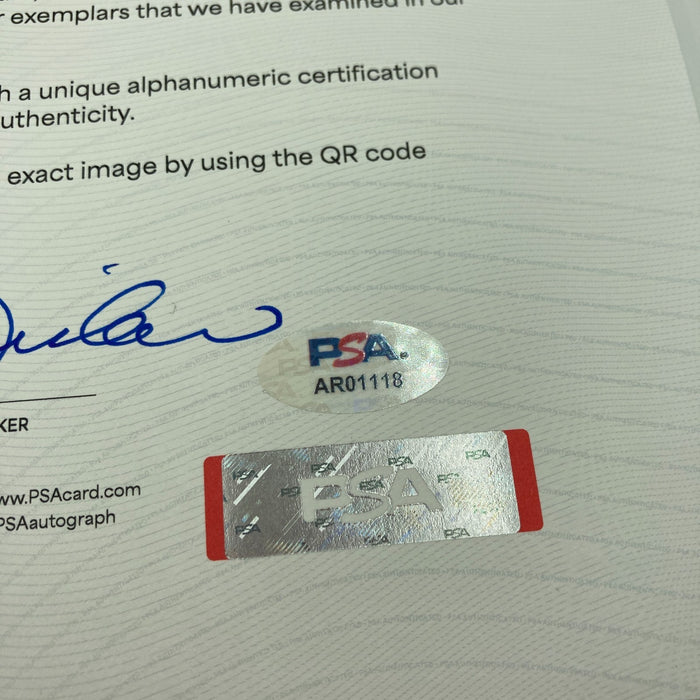 exemplars that we have examined in our
h a unique alphanumeric certification
uthenticity.
exact image by using the QR code
PSA
AR01118
KER
ww.PSAcard.com
PSAautograph
PSA